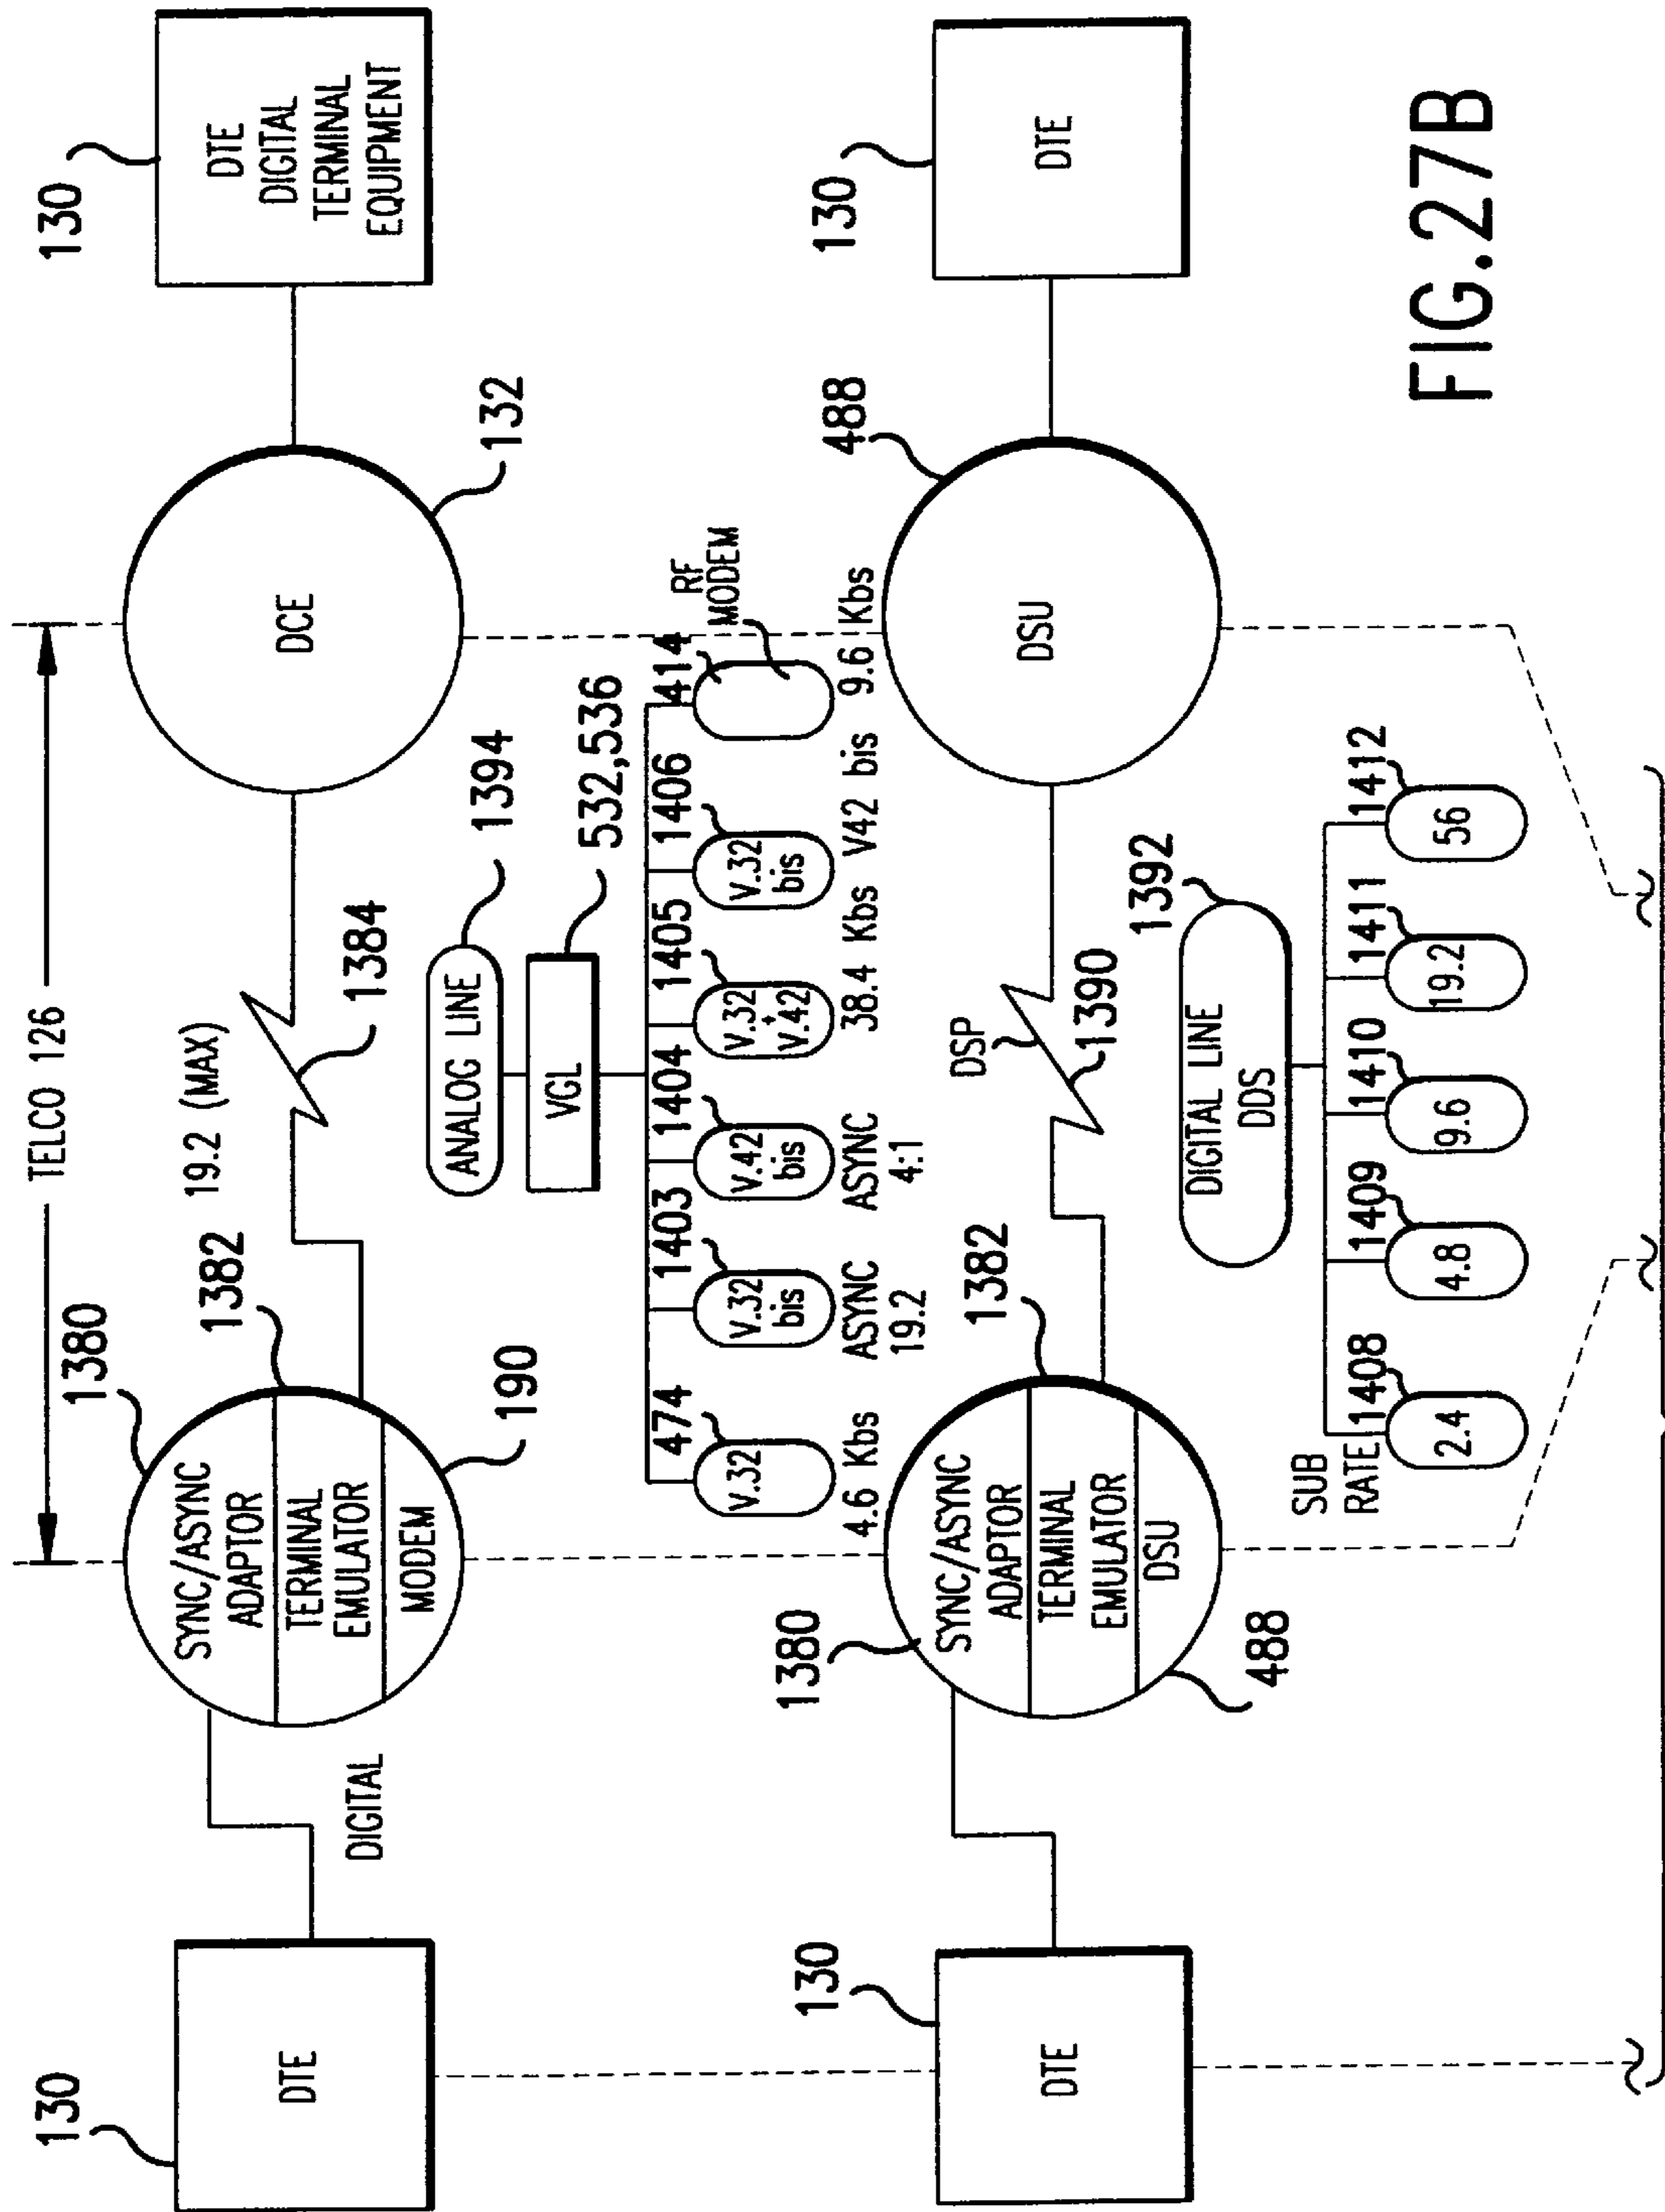 TELCO 126
130
1380
19.2 (MAX)
132
130
DTE
DIGITAL
SYNC/ASYNC
ADAPTOR
TERMINAL
EMULATOR
MODEM
1382
190
1384
DCE
DTE
DIGITAL
TERMINAL
EQUIPMENT
ANALOG LINE
1394
VGL
532,536
474
1403
1404
1405
1406
414
RF
MODEM
V.32
V.32
bis
V.42
bis
V.32
+
V.42
V.32
bis
4.6 Kbs
ASYNC
19.2
ASYNC
4:1
38.4 Kbs V42 bis
9.6 Kbs
130
1380
1382
DSP
1390
488
130
DTE
SYNC/ASYNC
ADAPTOR
TERMINAL
EMULATOR
DSU
488
DSU
DTE
DIGITAL LINE
DDS
1392
SUB
RATE
1408
1409
1410
1411
1412
2.4
4.8
9.6
19.2
56
FIG.27B